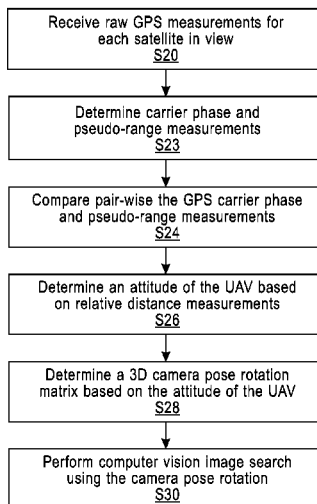 Receive raw GPS measurements for
each satellite in view
S20
Determine carrier phase and
pseudo-range measurements
S23
Compare pair-wise the GPS carrier phase
and pseudo-range measurements
S24
Determine an attitude of the UAV based
on relative distance measurements
S26
Determine a 3D camera pose rotation
matrix based on the attitude of the UAV
S28
Perform computer vision image search
using the camera pose rotation
S30